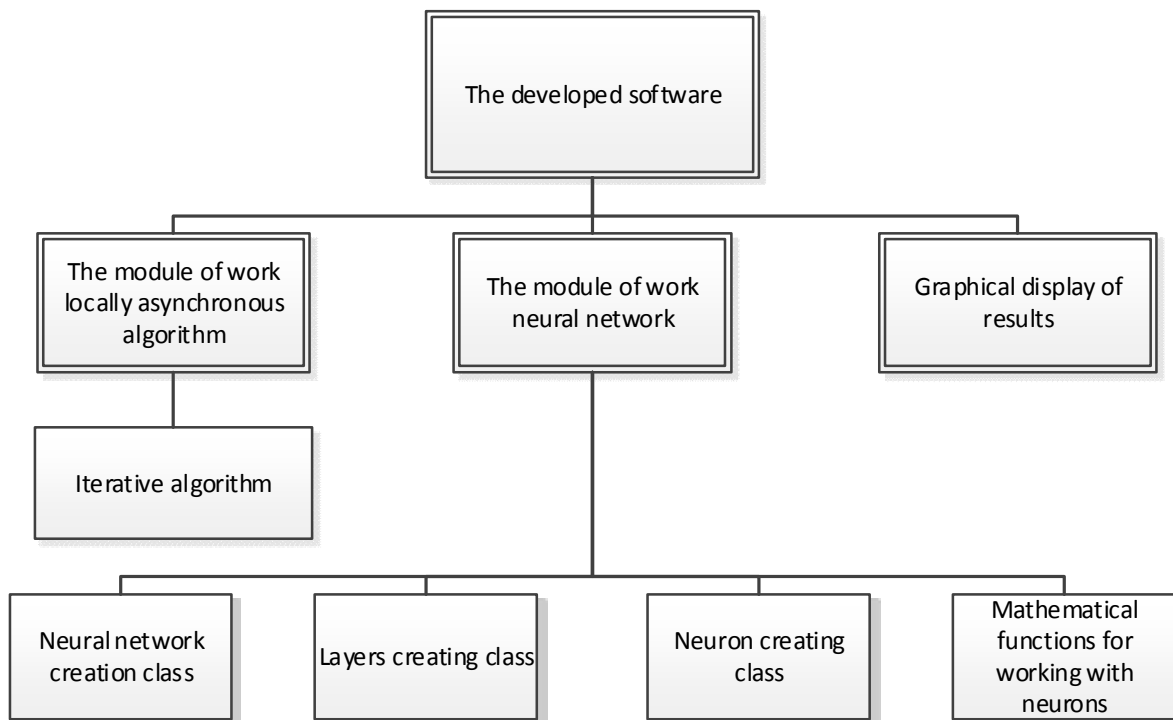 The developed software
The module of work
locally asynchronous
algorithm
The module of work
neural network
Graphical display of
results
Iterative algorithm
Neural network
creation class
Layers creating class
Neuron creating
class
Mathematical
functions for
working with
neurons